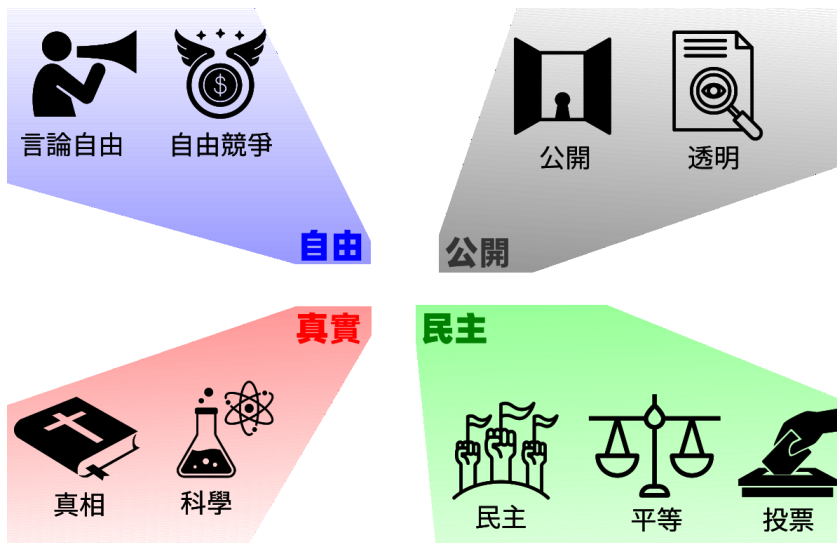 言論自由
自由競爭
自由
公開
透明
公開
真實
真相
科學
民主
民主
平等
投票